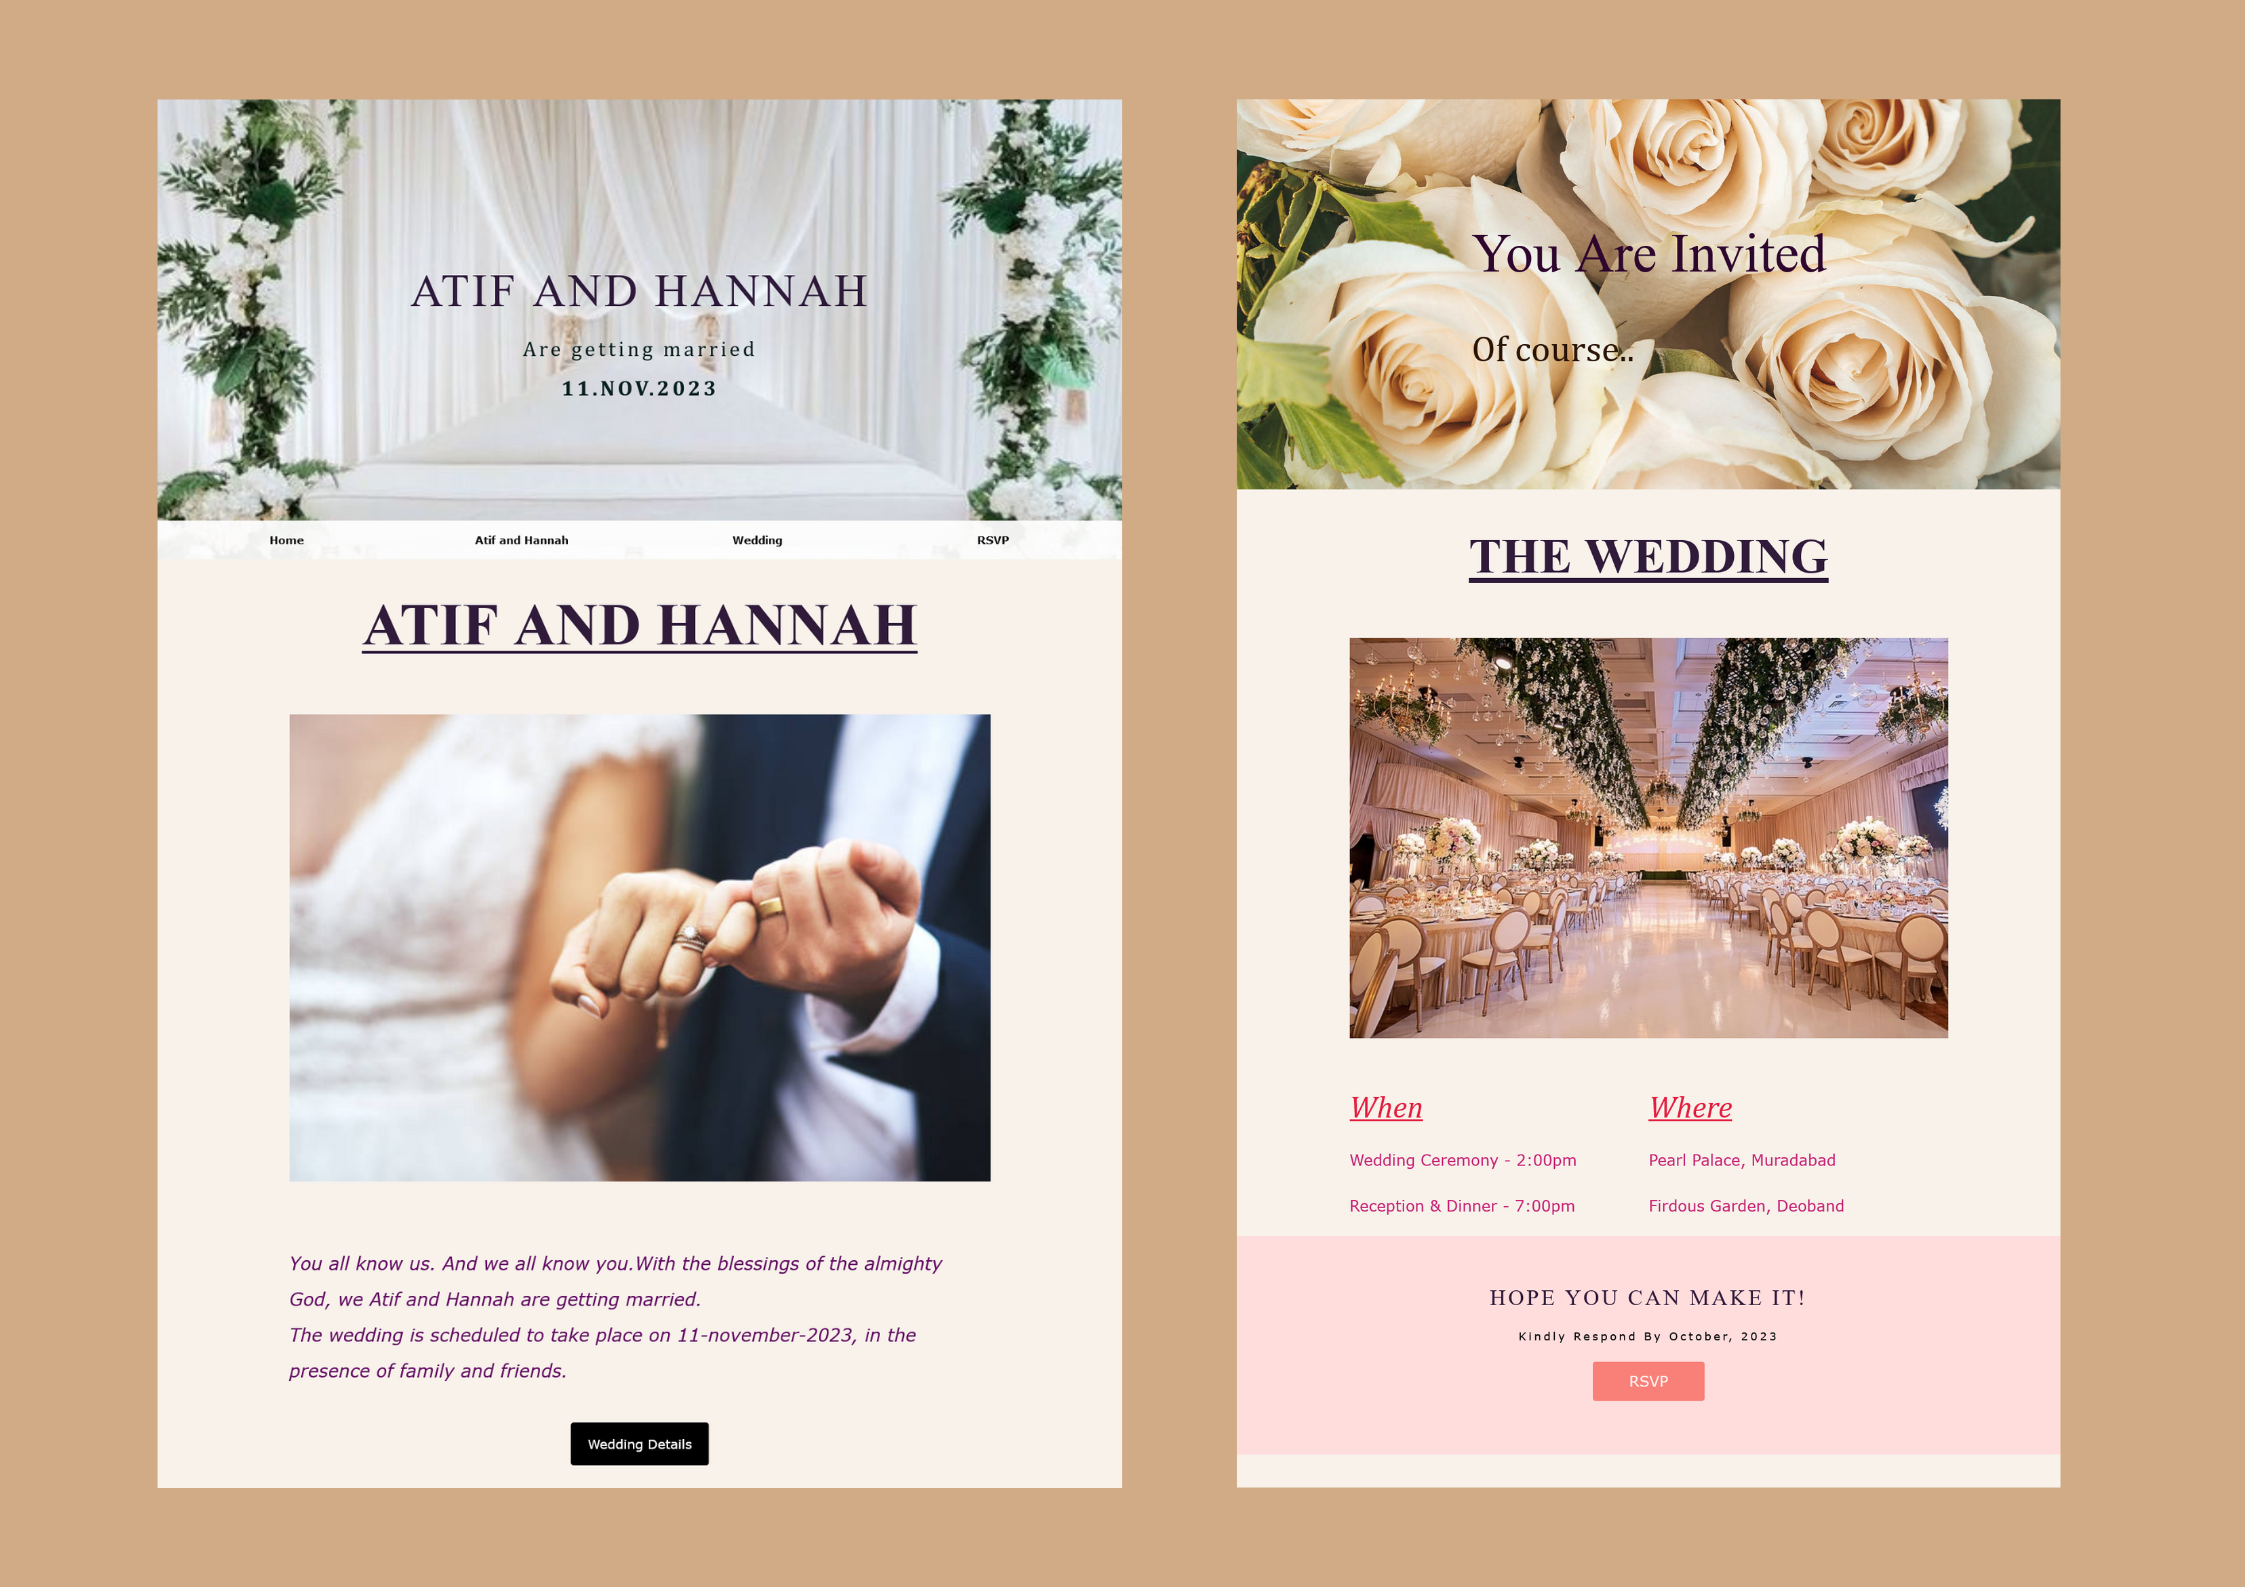 ATIF AND HANNAH
Are getting married
11.NOV.2023
Home Atif and Hannah Wedding RSVP
ATIF AND HANNAH
You all know us. And we all know you.With the blessings of the almighty
God, we Atif and Hannah are getting married.
The wedding is scheduled to take place on 11-november-2023, in the
presence of family and friends.
Wedding Details
You Are Invited
Of course..
THE WEDDING
When
Wedding Ceremony - 2:00pm
Reception & Dinner - 7:00pm
Where
Pearl Palace, Muradabad
Firdous Garden, Deoband
HOPE YOU CAN MAKE IT!
Kindly Respond By October, 2023
RSVP